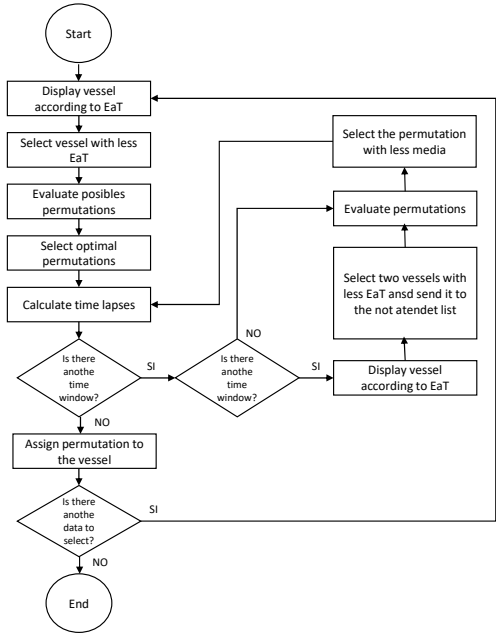 Start
Display vessel
according to EaT
Select vessel with less
EaT
Evaluate posibles
permutations
Select optimal
permutations
Calculate time lapses
Is there
anothe
time
window?
SI
NO
Is there
anothe
time
window?
NO
SI
Select the permutation
with less media
Evaluate permutations
Select two vessels with
less EaT ansd send it to
the not atendet list
Display vessel
according to EaT
Assign permutation to
the vessel
Is there
anothe
data to
select?
SI
NO
End